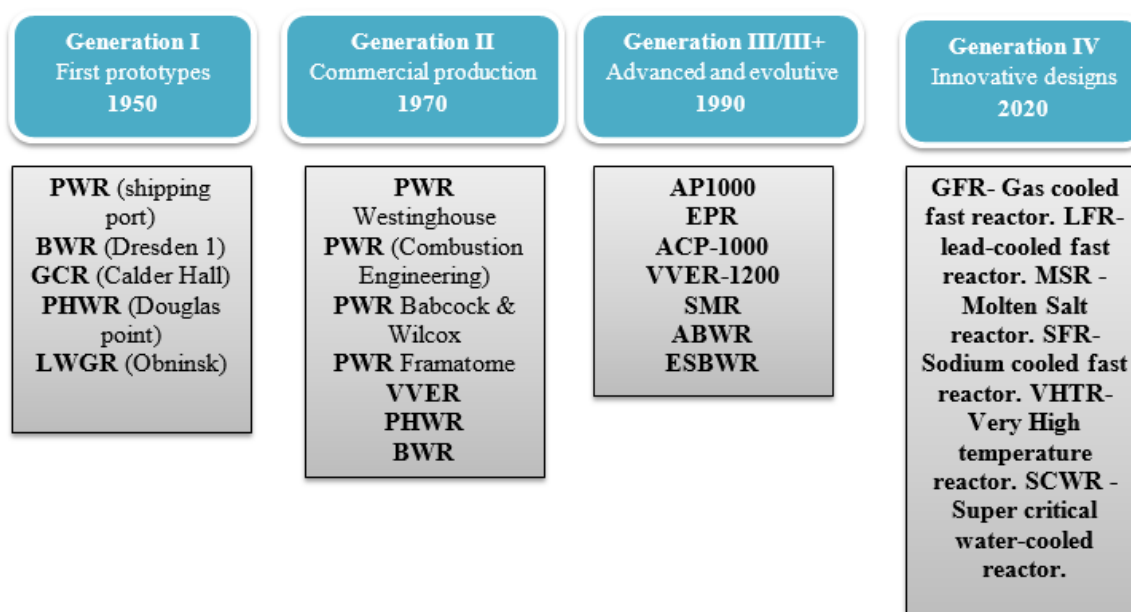 Generation I
First prototypes
1950
PWR (shipping
port)
BWR (Dresden 1)
GCR (Calder Hall)
PHWR (Douglas
point)
LWGR (Obninsk)
Generation II
Commercial production
1970
PWR
Westinghouse
PWR (Combustion
Engineering)
PWR Babcock &
Wilcox
PWR Framatome
VVER
PHWR
BWR
Generation III/III+
Advanced and evolutive
1990
AP1000
EPR
ACP-1000
VVER-1200
SMR
ABWR
ESBWR
Generation IV
Innovative designs
2020
GFR- Gas cooled
fast reactor. LFR-
lead-cooled fast
reactor. MSR -
Molten Salt
reactor. SFR-
Sodium cooled fast
reactor. VHTR-
Very High
temperature
reactor. SCWR -
Super critical
water-cooled
reactor.